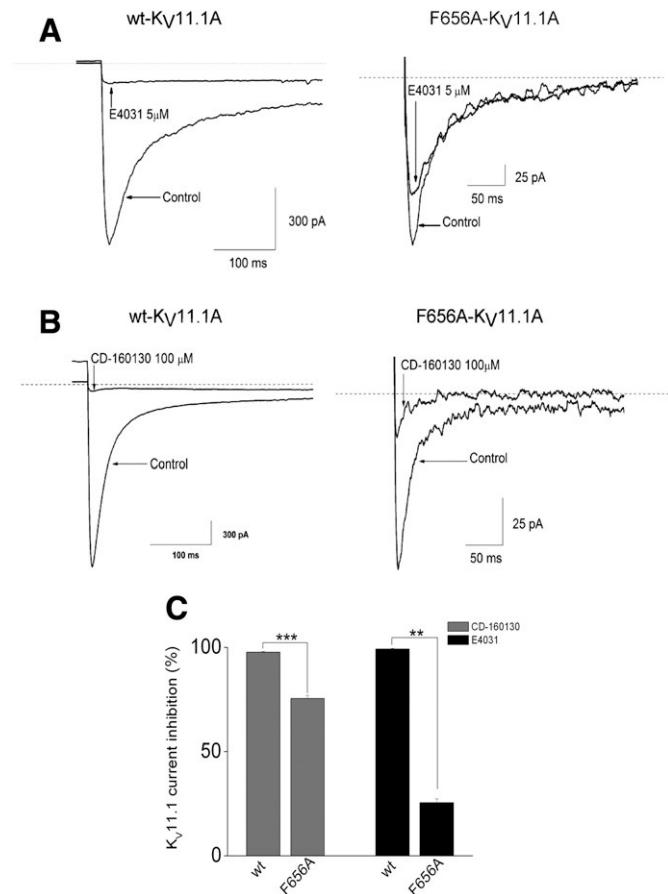 A
wt-KV11.1A
F656A-KV11.1A
E4031 5μM
Control
300 pA
100 ms
E4031 5 μM
25 pA
50 ms
Control
B
wt-KV11.1A
F656A-KV11.1A
CD-160130 100 μM
Control
300 pA
100 ms
CD-160130 100μM
Control
25 pA
50 ms
C
CD-160130
E4031
KV11.1 current inhibition (%)
100
50
0
***
**
wt
F656A
wt
F656A